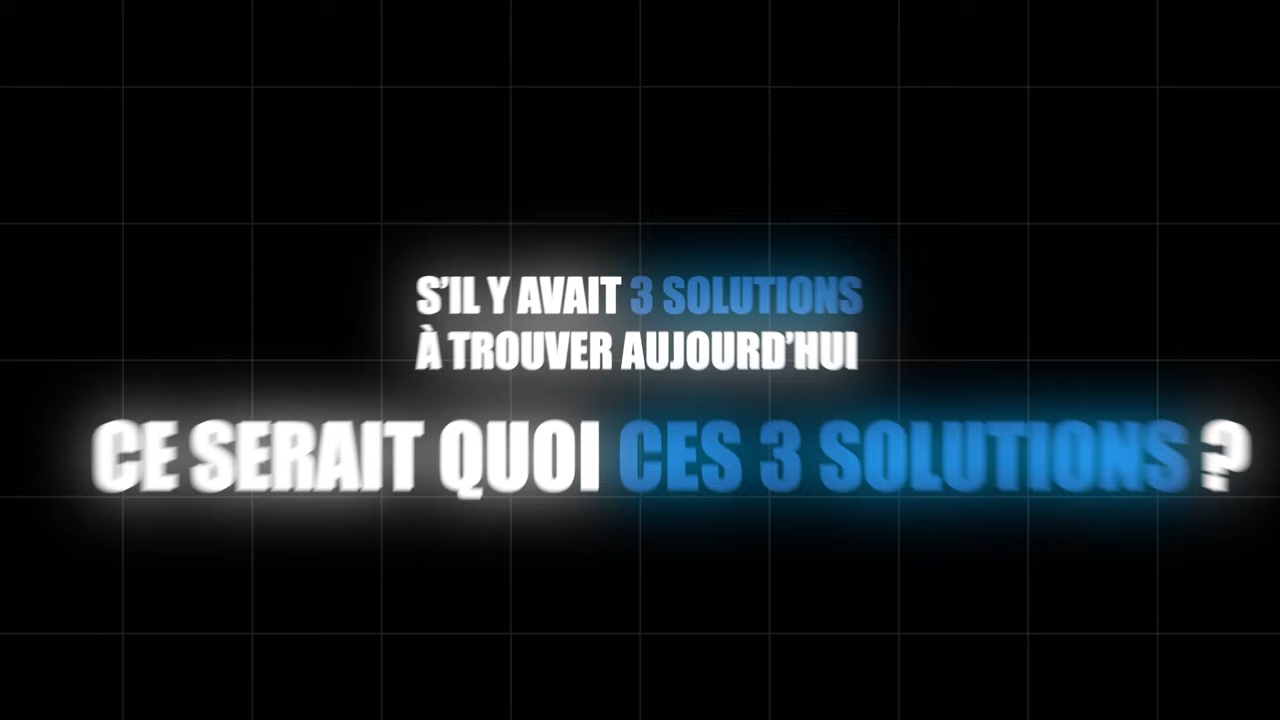 S’IL Y AVAIT 3 SOLUTIONS
À TROUVER AUJOURD’HUI
CE SERAIT QUOI CES 3 SOLUTIONS ?